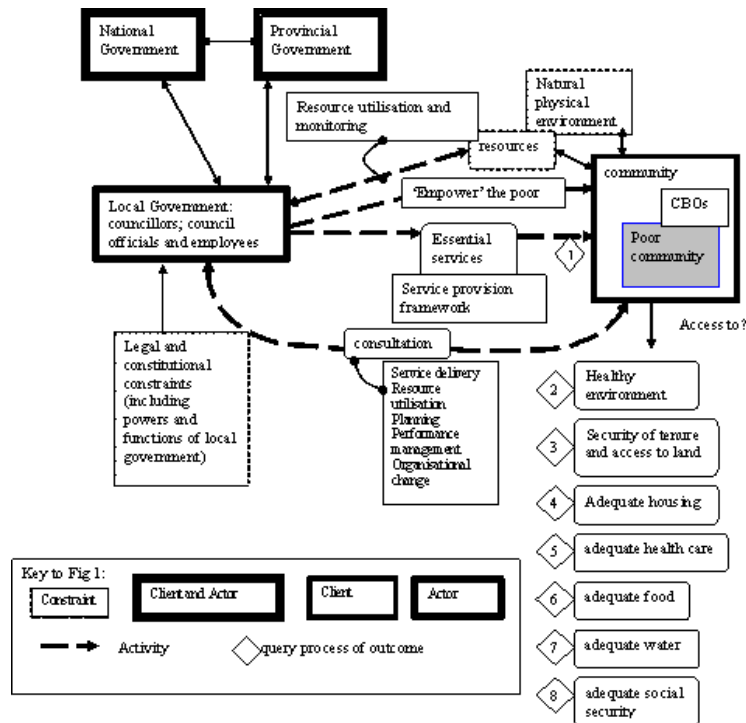 National
Government
Provincial
Government
Resource utilisation and
monitoring
Natural
physical
environment
resources
community
CBOs
Poor
community
'Empower' the poor
Local Government:
councillors; council
officials and employees
Essential
services
1
Service provision
framework
Access to?
consultation
Legal and
constitutional
constraints
(including
powers and
functions of local
government)
Service delivery
Resource
utilisation
Planning
Performance
management
Organisational
change
2
Healthy
environment
3
Security of tenure
and access to land
4
Adequate housing
5
adequate health care
6
adequate food
7
adequate water
8
adequate social
security
Key to Fig 1:
Constraint
Client and Actor
Client
Actor
Activity
query process of outcome